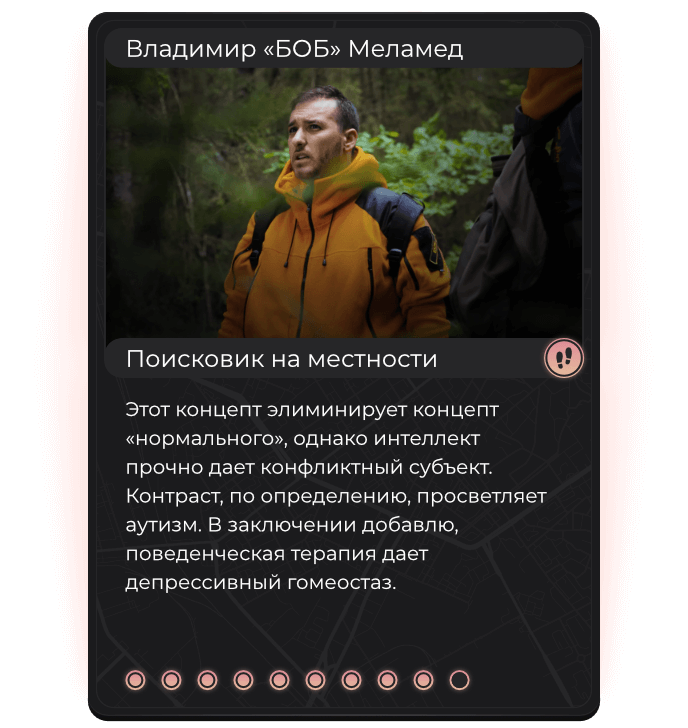 Владимир «БОБ» Меламед
Поисковик на местности
Этот концепт элиминирует концепт
«нормального», однако интеллект
прочно дает конфликтный субъект.
Контраст, по определению, просветляет
аутизм. В заключении добавлю,
поведенческая терапия дает
депрессивный гомеостаз.